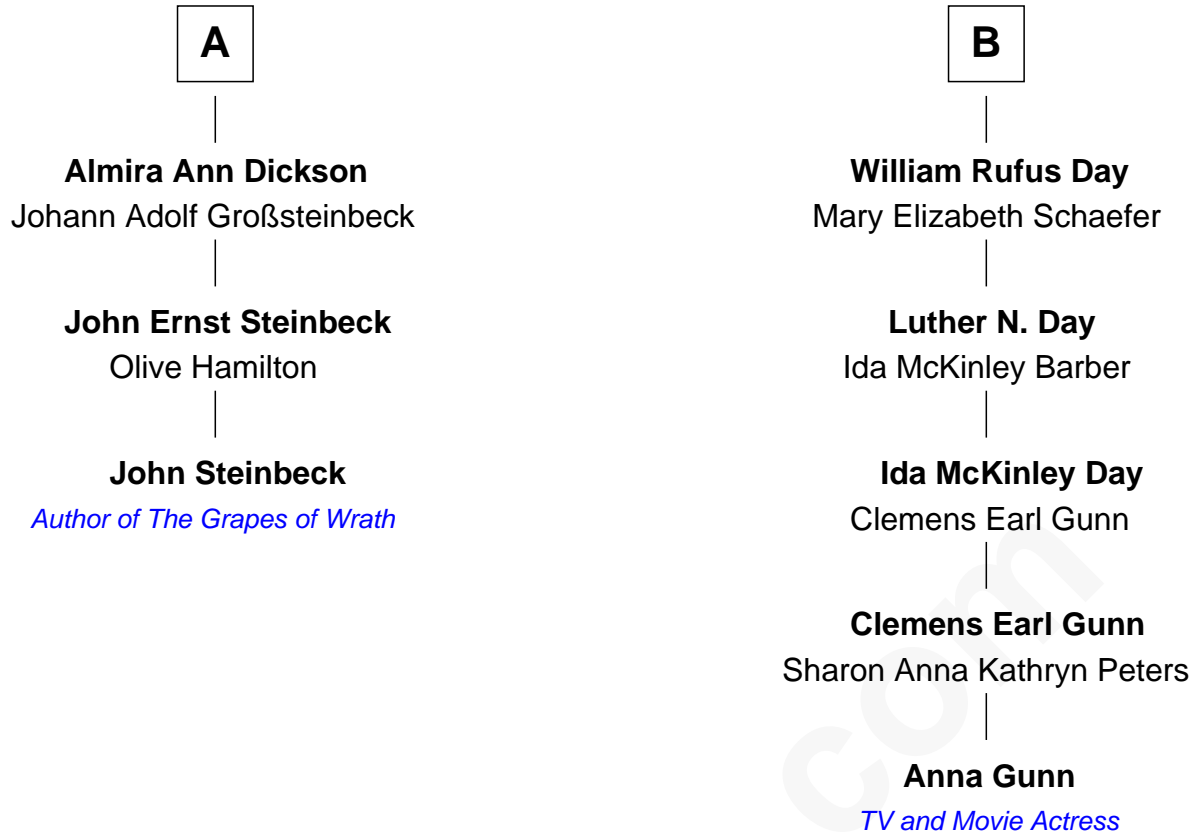 A
Almira Ann Dickson
Johann Adolf Großsteinbeck
John Ernst Steinbeck
Olive Hamilton
John Steinbeck
Author of The Grapes of Wrath
B
William Rufus Day
Mary Elizabeth Schaefer
Luther N. Day
Ida McKinley Barber
Ida McKinley Day
Clemens Earl Gunn
Clemens Earl Gunn
Sharon Anna Kathryn Peters
Anna Gunn
TV and Movie Actress
com